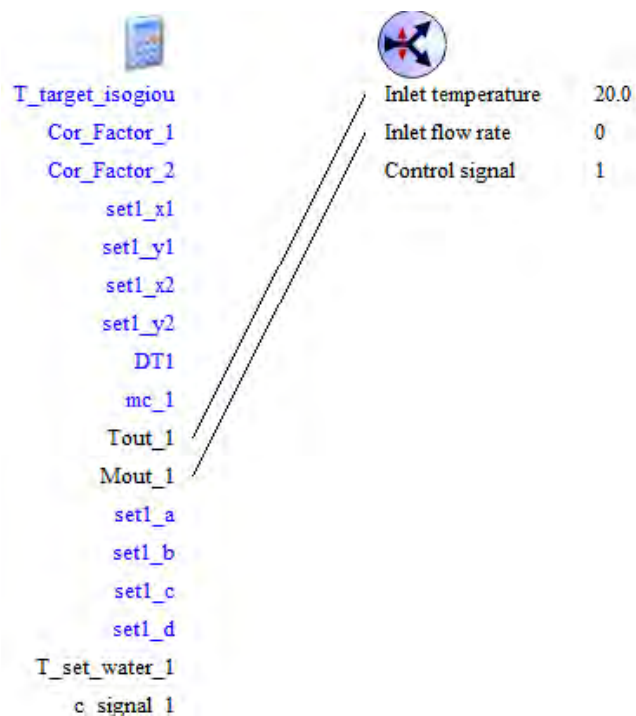 T_target_isogiou
Cor_Factor_1
Cor_Factor_2
set1_x1
set1_y1
set1_x2
set1_y2
DT1
mc_1
Tout_1
Mout_1
set1_a
set1_b
set1_c
set1_d
T_set_water_1
c_signal_1
Inlet temperature 20.0
Inlet flow rate 0
Control signal 1